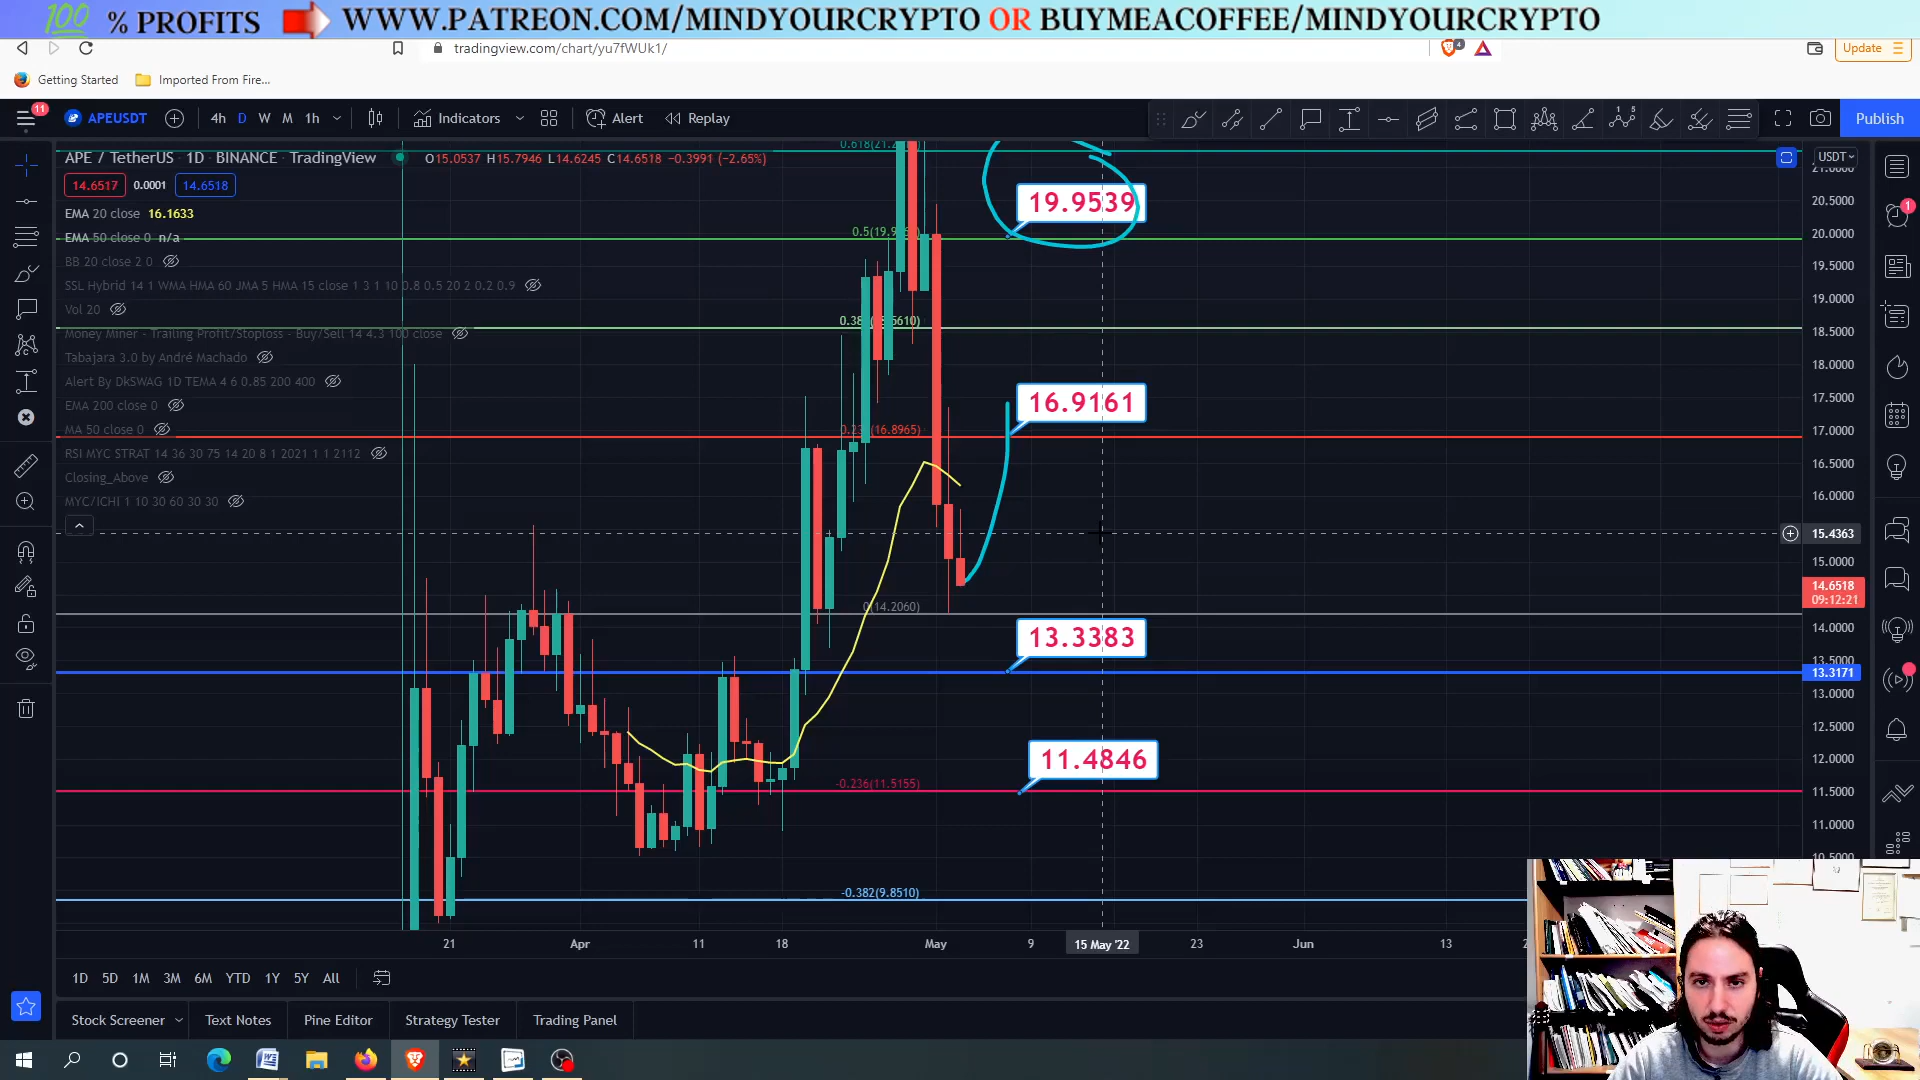 100 % PROFITS WWW.PATREON.COM/MINDYOURCRYPTO OR BUYMEACOFFEE/MINDYOURCRYPTO
tradingview.com/chart/yu7fWUk1/
4
Update
Getting Started Imported From Fire...
11
APEUSDT 4h D W M 1h Indicators Alert Replay Publish
APE / TetherUS · 1D · BINANCE · TradingView O15.0537 H15.7946 L14.6245 C14.6518 -0.3991 (-2.65%)
USDT
14.6517 0.0001 14.6518
EMA 20 close 16.1633
EMA 50 close 0 n/a
BB 20 close 2 0
SSL Hybrid 14 1 WMA HMA 60 JMA 5 HMA 15 close 1 3 1 10 0.8 0.5 20 2 0.2 0.9
Vol 20
Money Miner - Trailing Profit/Stoploss - Buy/Sell 14 4.3 100 close
Tabajara 3.0 by André Machado
Alert By DkSWAG 1D TEMA 4 6 0.85 200 400
EMA 200 close 0
MA 50 close 0
RSI MYC STRAT 14 36 30 75 14 20 8 1 2021 1 1 2112
Closing_Above
MYC/ICHI 1 10 30 60 30 30
19.9539
16.9161
13.3383
11.4846
0(14.2060)
-0.236(11.5155)
-0.382(9.8510)
1
20.5000
20.0000
19.5000
19.0000
18.5000
18.0000
17.5000
17.0000
16.5000
16.0000
15.4363
15.0000
14.6518
09:12:21
14.0000
13.5000
13.3171
13.0000
12.5000
12.0000
11.5000
11.0000
21 Apr 11 18 May 9 15 May '22 23 Jun 13
1D 5D 1M 3M 6M YTD 1Y 5Y All
Stock Screener Text Notes Pine Editor Strategy Tester Trading Panel